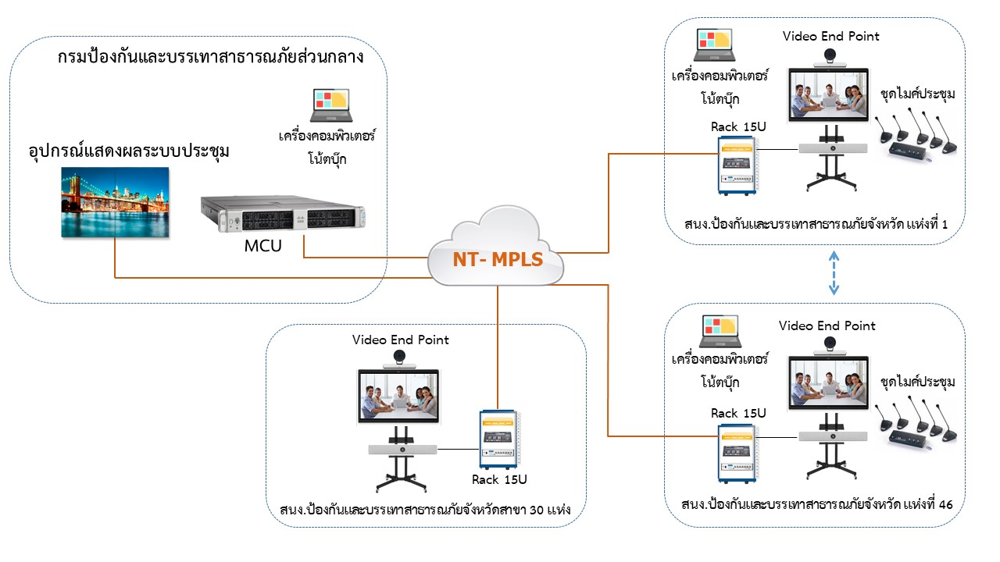 กรมป้องกันและบรรเทาสาธารณภัยส่วนกลาง
เครื่องคอมพิวเตอร์
โน้ตบุ๊ก
อุปกรณ์แสดงผลระบบประชุม
MCU
NT- MPLS
Video End Point
เครื่องคอมพิวเตอร์
โน้ตบุ๊ก
ชุดไมค์ประชุม
Rack 15U
สนง.ป้องกันและบรรเทาสาธารณภัยจังหวัด แห่งที่ 1
Video End Point
Rack 15U
สนง.ป้องกันและบรรเทาสาธารณภัยจังหวัดสาขา 30 แห่ง
Video End Point
เครื่องคอมพิวเตอร์
โน้ตบุ๊ก
ชุดไมค์ประชุม
Rack 15U
สนง.ป้องกันและบรรเทาสาธารณภัยจังหวัด แห่งที่ 46